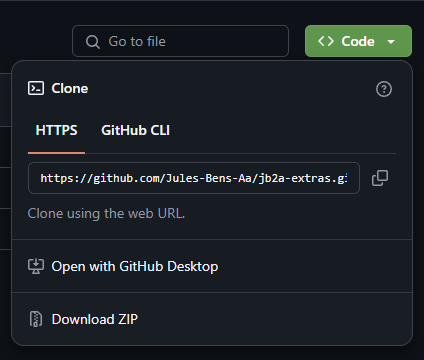 Go to file
Code
Clone
HTTPS GitHub CLI
https://github.com/Jules-Bens-Aa/jb2a-extras.gi
Clone using the web URL.
Open with GitHub Desktop
Download ZIP